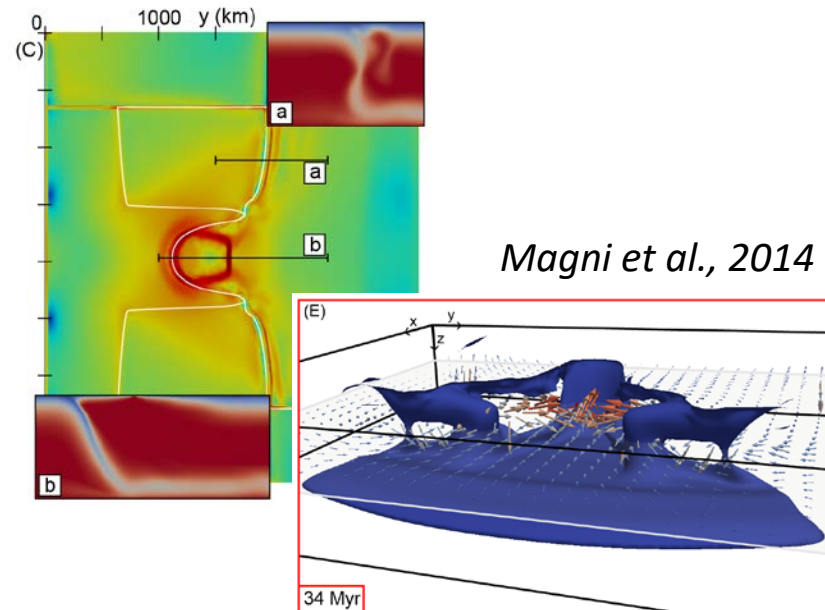 0 1000 y (km)
(C)
a
a
b
Magni et al., 2014
(E)
x y
z
b
34 Myr